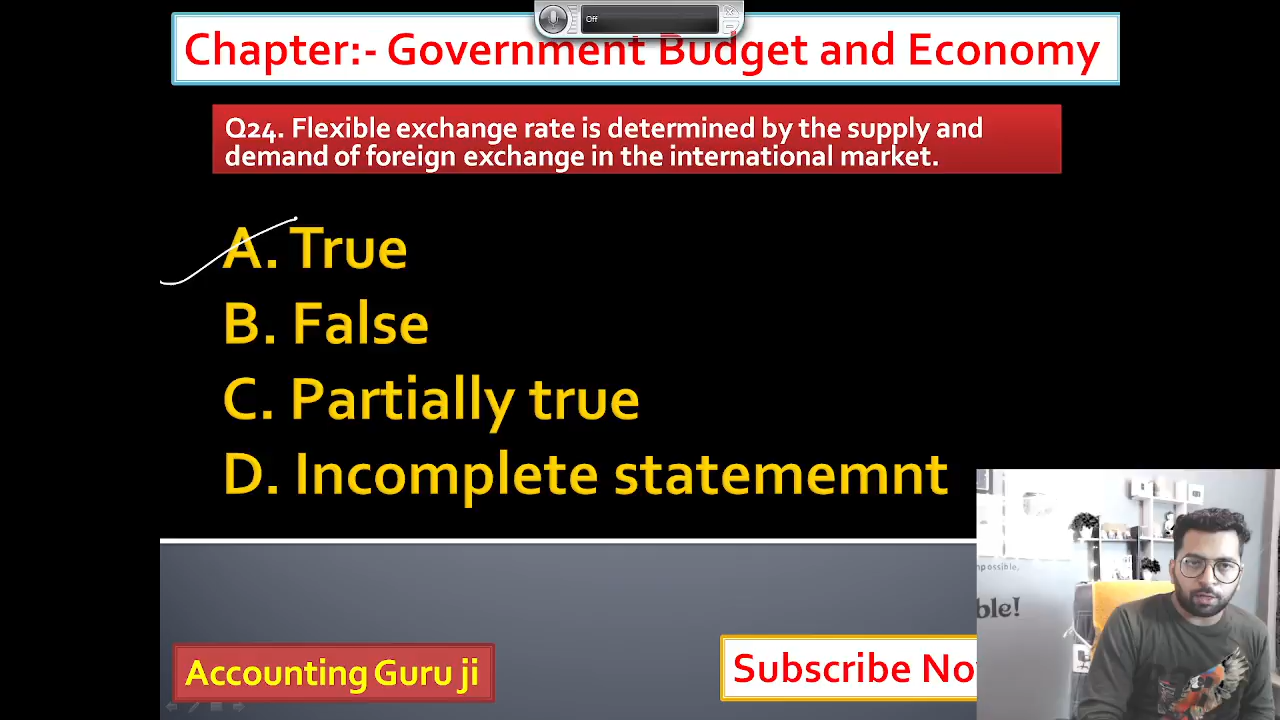 Off
Chapter:- Government Budget and Economy
Q24. Flexible exchange rate is determined by the supply and
demand of foreign exchange in the international market.
A. True
B. False
C. Partially true
D. Incomplete statememnt
mpossible,
ble!
Accounting Guru ji
Subscribe No